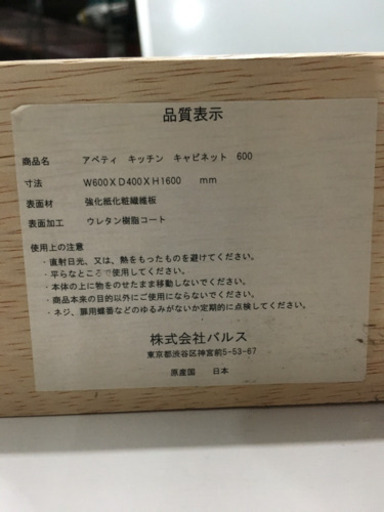 品質表示
商品名　アペティ　キッチン　キャビネット　600
寸法　W600XD400XH1600　mm
表面材　強化紙化粧繊維板
表面加工　ウレタン樹脂コート
使用上の注意
・直射日光、又は、熱をもったものを避けてください。
・平らなところで使用してください。
・本体の上に物をのせたまま移動しないでください。
・商品本来の目的以外にご使用にならないでください。
・ネジ、扉用蝶番などのゆるみがないか定期的に点検してください。
株式会社バルス
東京都渋谷区神宮前5-53-67
原産国　日本